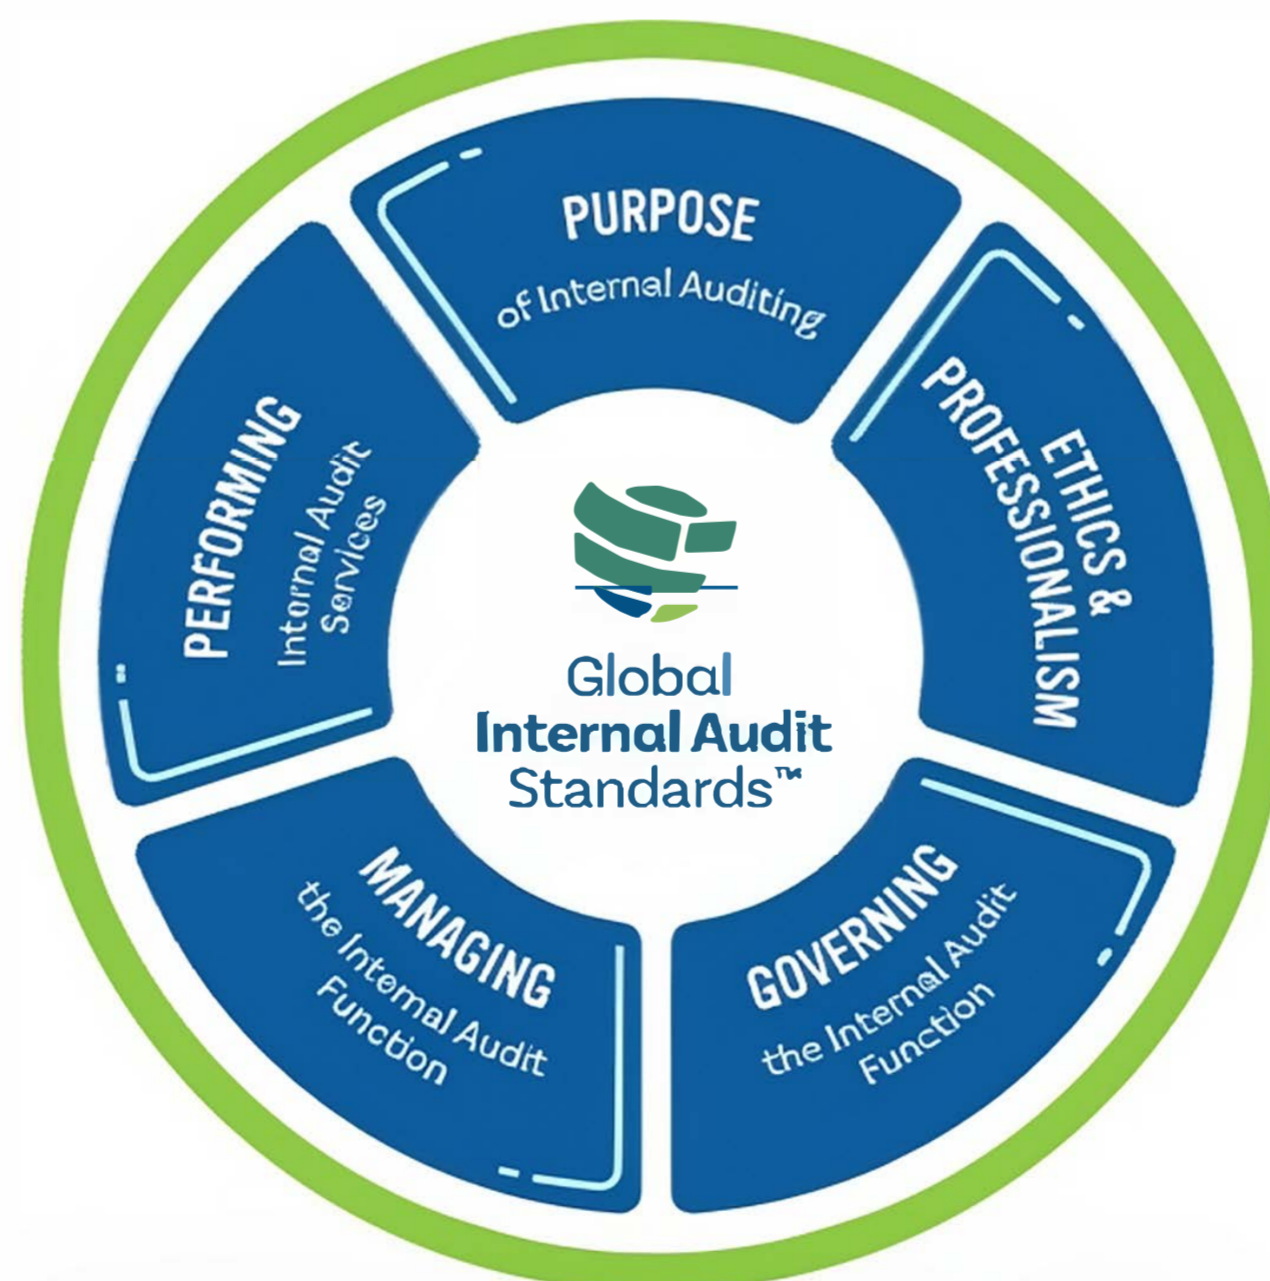 PURPOSE
of Internal Auditing
ETHICS &
PROFESSIONALISM
GOVERNING
the Internal Audit
Function
MANAGING
the Internal Audit
Function
PERFORMING
Internal Audit
Services
Global
Internal Audit
Standards™